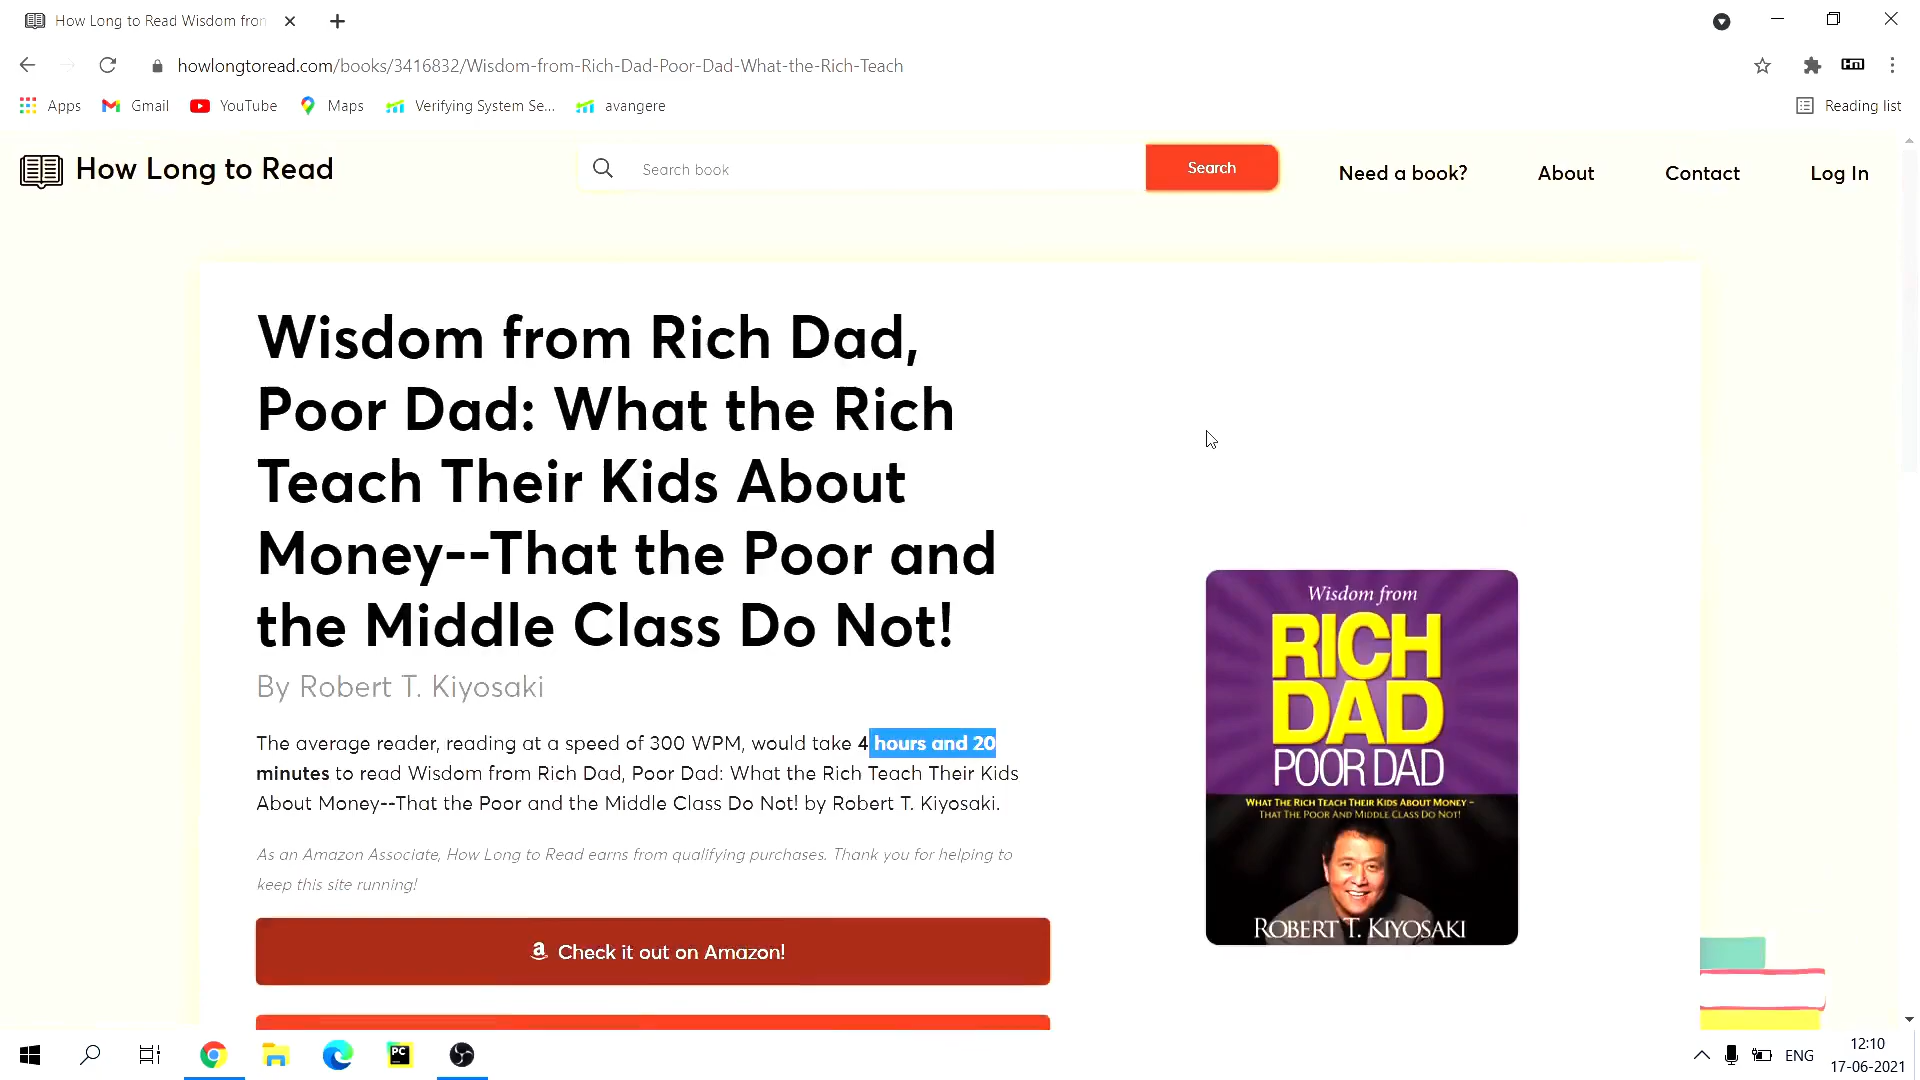 How Long to Read Wisdom fron
howlongtoread.com/books/3416832/Wisdom-from-Rich-Dad-Poor-Dad-What-the-Rich-Teach
Apps Gmail YouTube Maps Verifying System Se... avangere Reading list
How Long to Read Search book Search Need a book? About Contact Log In
Wisdom from Rich Dad,
Poor Dad: What the Rich
Teach Their Kids About
Money--That the Poor and
the Middle Class Do Not!
By Robert T. Kiyosaki
The average reader, reading at a speed of 300 WPM, would take 4 hours and 20
minutes to read Wisdom from Rich Dad, Poor Dad: What the Rich Teach Their Kids
About Money--That the Poor and the Middle Class Do Not! by Robert T. Kiyosaki.
As an Amazon Associate, How Long to Read earns from qualifying purchases. Thank you for helping to
keep this site running!
Check it out on Amazon!
Wisdom from
RICH
DAD
POOR DAD
WHAT THE RICH TEACH THEIR KIDS ABOUT MONEY –
THAT THE POOR AND MIDDLE CLASS DO NOT!
ROBERT T. KIYOSAKI
PC
ENG
12:10
17-06-2021